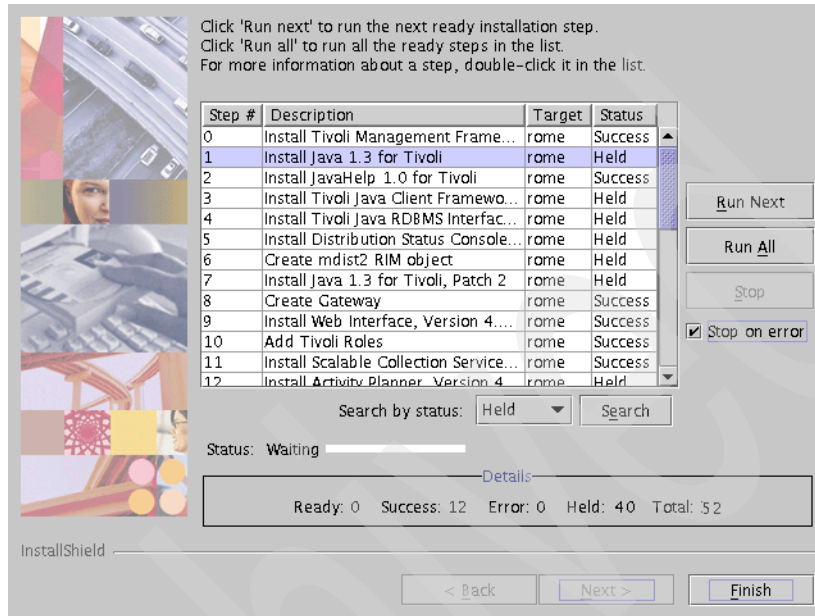 Click 'Run next' to run the next ready installation step.
Click 'Run all' to run all the ready steps in the list.
For more information about a step, double-click it in the list.
Step # Description Target Status
0 Install Tivoli Management Frame... rome Success
1 Install Java 1.3 for Tivoli rome Held
2 Install JavaHelp 1.0 for Tivoli rome Success
3 Install Tivoli Java Client Framewo... rome Held
4 Install Tivoli Java RDBMS Interfac... rome Held
5 Install Distribution Status Console... rome Held
6 Create mdist2 RIM object rome Held
7 Install Java 1.3 for Tivoli, Patch 2 rome Held
8 Create Gateway rome Success
9 Install Web Interface, Version 4.... rome Success
10 Add Tivoli Roles rome Success
11 Install Scalable Collection Service... rome Success
12 Install Activity Planner, Version 4 rome Held
Run Next
Run All
Stop
Stop on error
Search by status: Held Search
Status: Waiting
Details
Ready: 0 Success: 12 Error: 0 Held: 40 Total: 52
InstallShield
< Back Next > Finish